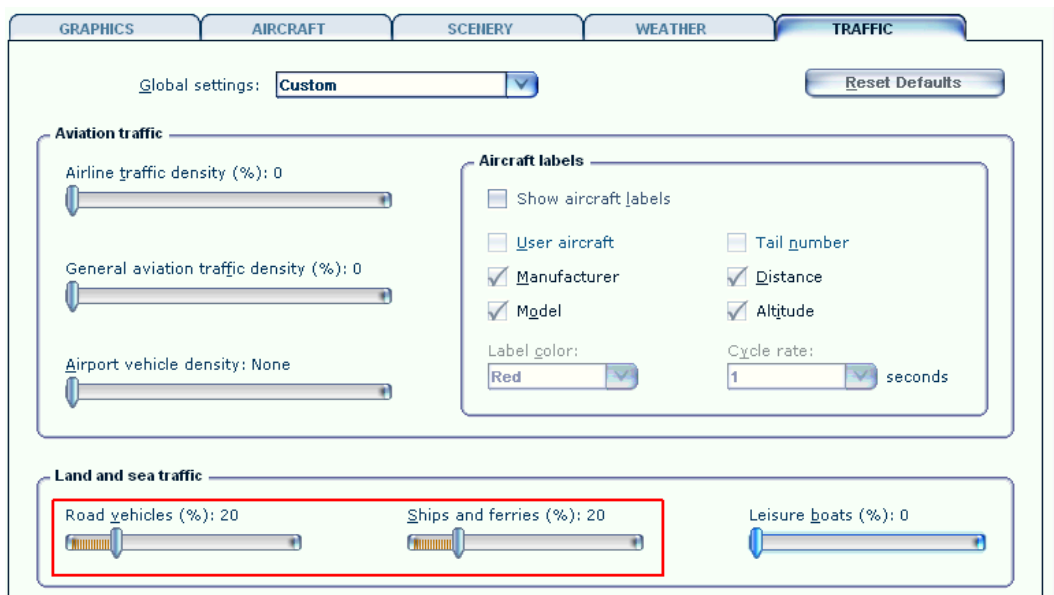 GRAPHICS AIRCRAFT SCENERY WEATHER TRAFFIC
Global settings: Custom Reset Defaults
Aviation traffic
Airline traffic density (%): 0
General aviation traffic density (%): 0
Airport vehicle density: None
Aircraft labels
Show aircraft labels
User aircraft Tail number
Manufacturer Distance
Model Altitude
Label color: Cycle rate:
Red 1 seconds
Land and sea traffic
Road vehicles (%): 20 Ships and ferries (%): 20 Leisure boats (%): 0